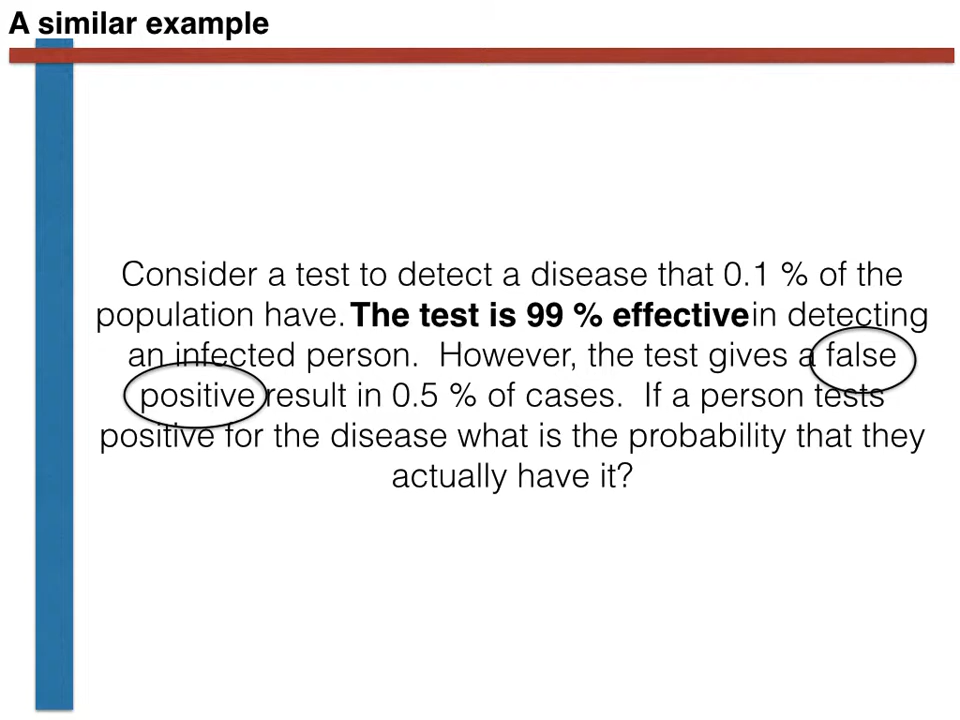 A similar example
Consider a test to detect a disease that 0.1 % of the
population have. The test is 99 % effective in detecting
an infected person. However, the test gives a false
positive result in 0.5 % of cases. If a person tests
positive for the disease what is the probability that they
actually have it?